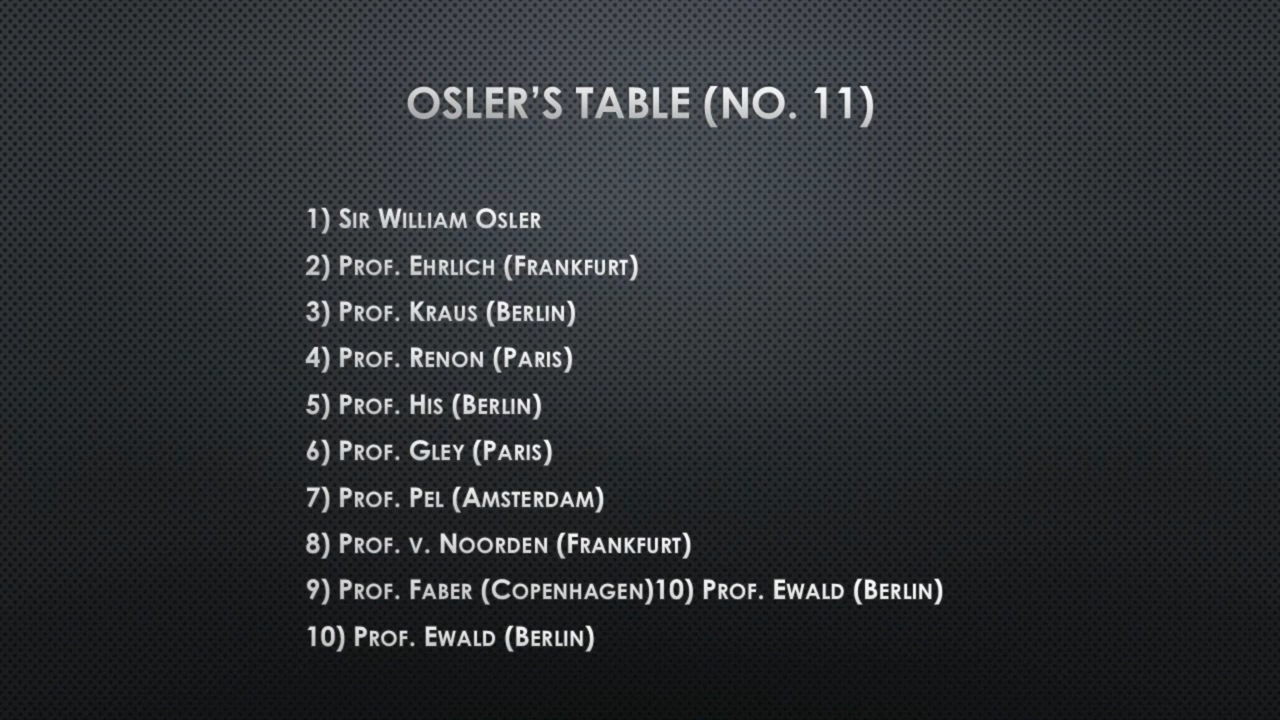 OSLER'S TABLE (NO. 11)
1) SIR WILLIAM OSLER
2) PROF. EHRLICH (FRANKFURT)
3) PROF. KRAUS (BERLIN)
4) PROF. RENON (PARIS)
5) PROF. HIS (BERLIN)
6) PROF. GLEY (PARIS)
7) PROF. PEL (AMSTERDAM)
8) PROF. V. NOORDEN (FRANKFURT)
9) PROF. FABER (COPENHAGEN)10) PROF. EWALD (BERLIN)
10) PROF. EWALD (BERLIN)